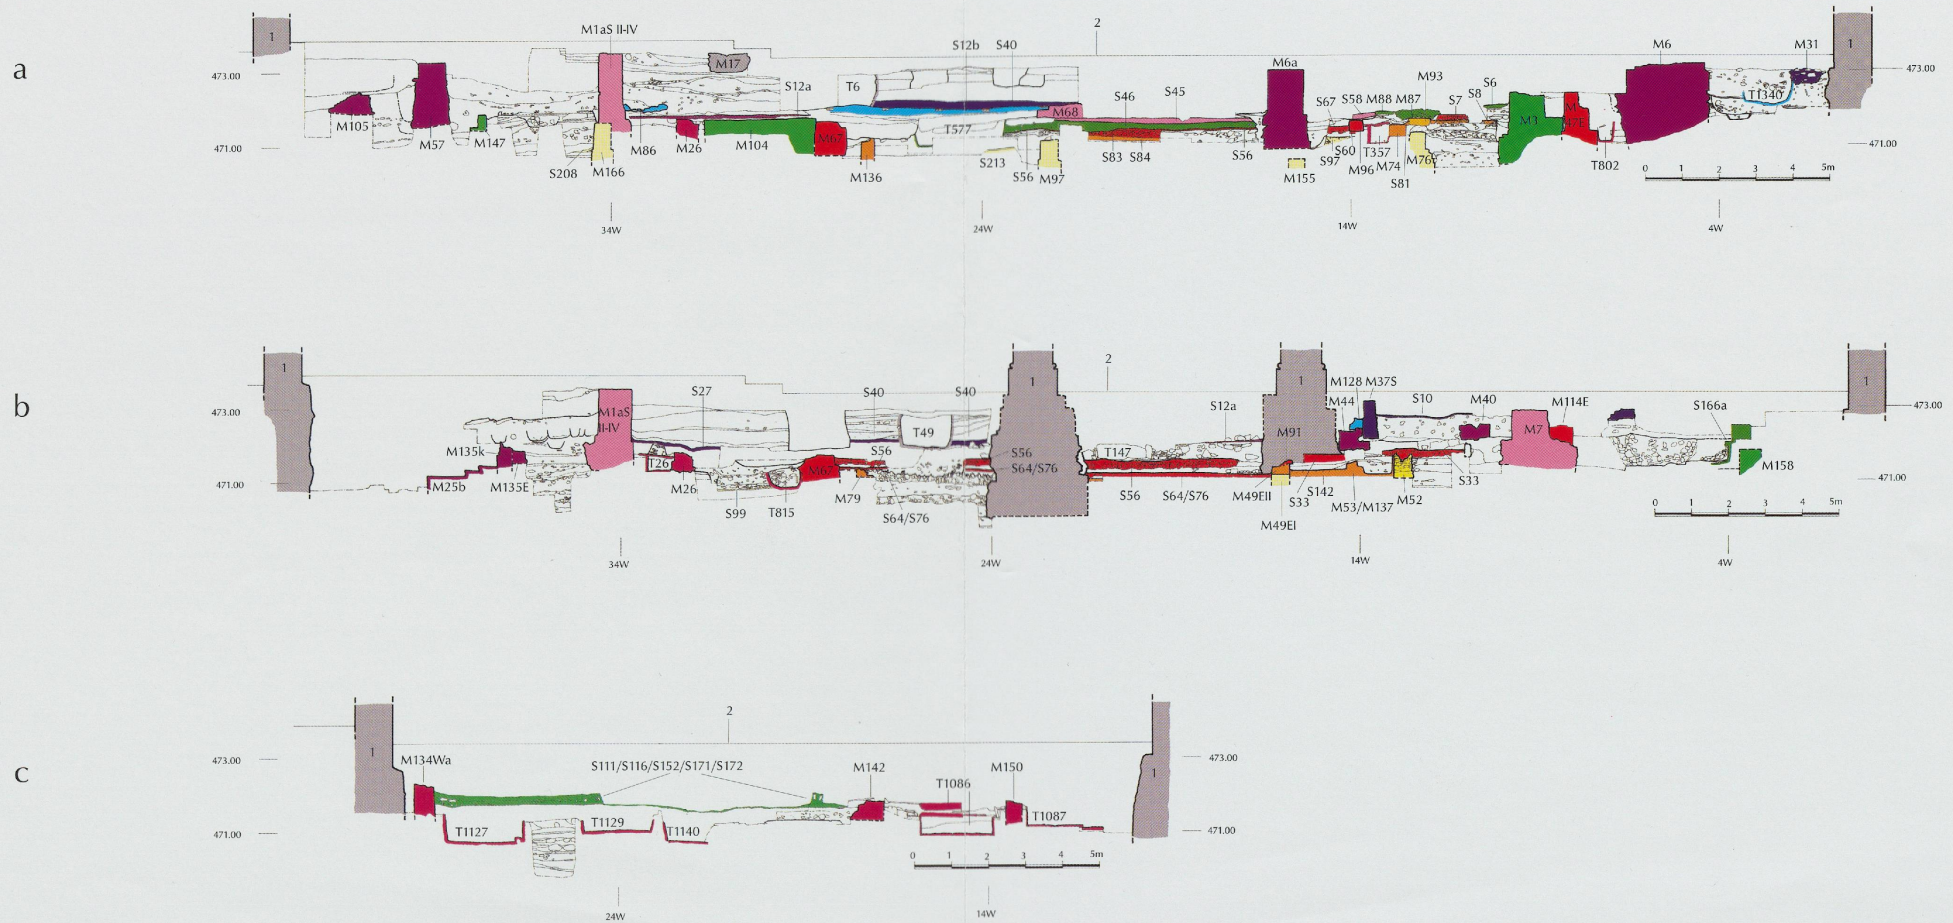 a
1
M1aS II-IV
2
M17
S12b
S40
M6a
M6
M31
1
473.00
473.00
S12a
T6
M93
S6
S8
S7
S67
S58
M88
M87
T1340
S46
S45
M105
M57
M147
M86
M26
M104
M67
T577
M68
M3
471.00
471.00
S208
M166
M136
S213
S56
M97
S83
S84
S56
M155
S97
S60
M96
T357
M74
M76
S81
T802
0 1 2 3 4 5m
34W
24W
14W
4W
b
1
1
2
1
1
473.00
473.00
M1aS
II-IV
S27
S40
S40
T49
S12a
M128
M37S
M44
S10
M40
M114E
S166a
M135k
T26
M67
S56
S56
S64/S76
T147
M91
M7
471.00
471.00
M25b
M135E
M26
S99
T815
M79
S64/S76
S56
S64/S76
M49EII
M49EI
S33
S142
M53/M137
M52
S33
M158
0 1 2 3 4 5m
34W
24W
14W
4W
c
1
2
1
473.00
473.00
M134Wa
S111/S116/S152/S171/S172
M142
T1086
M150
471.00
471.00
T1127
T1129
T1140
T1087
0 1 2 3 4 5m
24W
14W